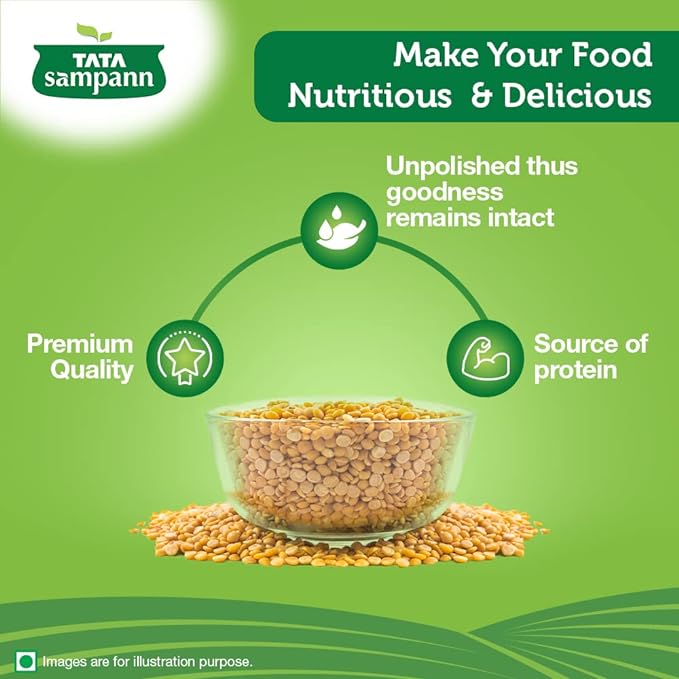 TATA
sampann
Make Your Food
Nutritious & Delicious
Unpolished thus
goodness
remains intact
Premium
Quality
Source of
protein
Images are for illustration purpose.